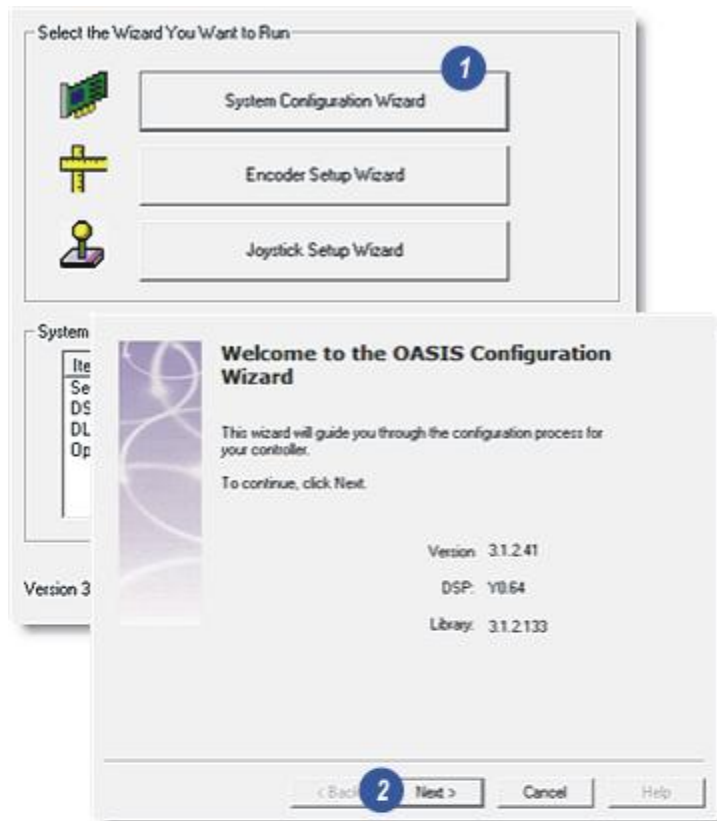 Select the Wizard You Want to Run
1
System Configuration Wizard
Encoder Setup Wizard
Joystick Setup Wizard
System
Ite
Se
DS
DL
Op
Version 3
Welcome to the OASIS Configuration
Wizard
This wizard will guide you through the configuration process for
your controller.
To continue, click Next.
Version 3.1.2.41
DSP: Y0.64
Library: 3.1.2.133
< Back
2
Next >
Cancel
Help